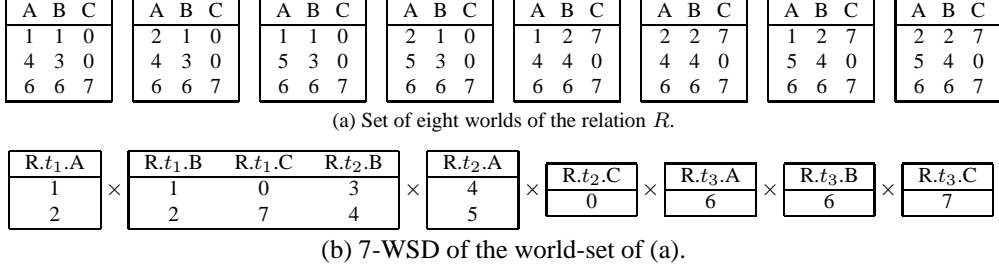 A B C A B C A B C A B C A B C A B C A B C A B C
1 1 0 2 1 0 1 1 0 2 1 0 1 2 7 2 2 7 1 2 7 2 2 7
4 3 0 4 3 0 5 3 0 5 3 0 4 4 0 4 4 0 5 4 0 5 4 0
6 6 7 6 6 7 6 6 7 6 6 7 6 6 7 6 6 7 6 6 7 6 6 7
(a) Set of eight worlds of the relation R.
R.t₁.A × R.t₁.B R.t₁.C R.t₂.B × R.t₂.A × R.t₂.C × R.t₃.A × R.t₃.B × R.t₃.C
1 1 0 3 4 0 6 6 7
2 2 7 4 5
(b) 7-WSD of the world-set of (a).